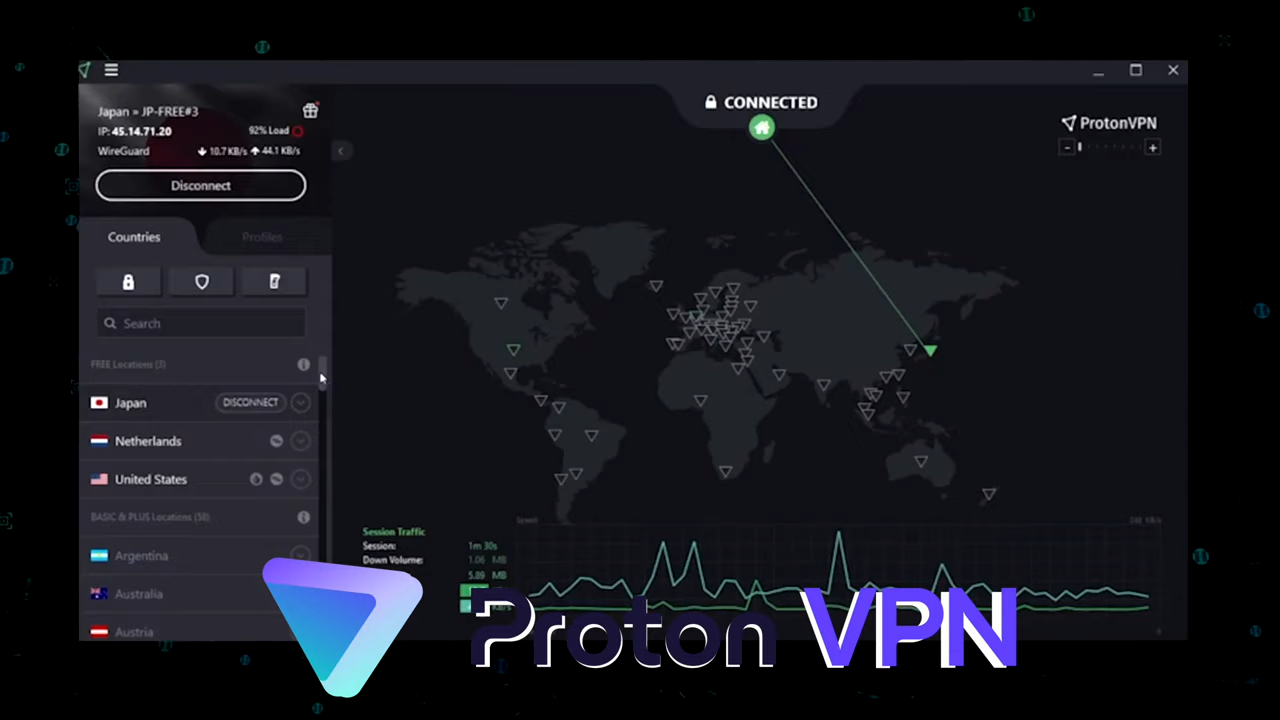 CONNECTED
ProtonVPN
Japan » JP-FREE#3
IP: 45.14.71.20 92% Load
WireGuard 10.7 KB/s 44.1 KB/s
Disconnect
Countries Profiles
Search
FREE Locations (3)
Japan DISCONNECT
Netherlands
United States
BASIC & PLUS Locations (58)
Argentina
Australia
Austria
Session Traffic
Session: 1m 30s
Down Volume: 1.06 MB
5.89 MB
Speed
Proton VPN